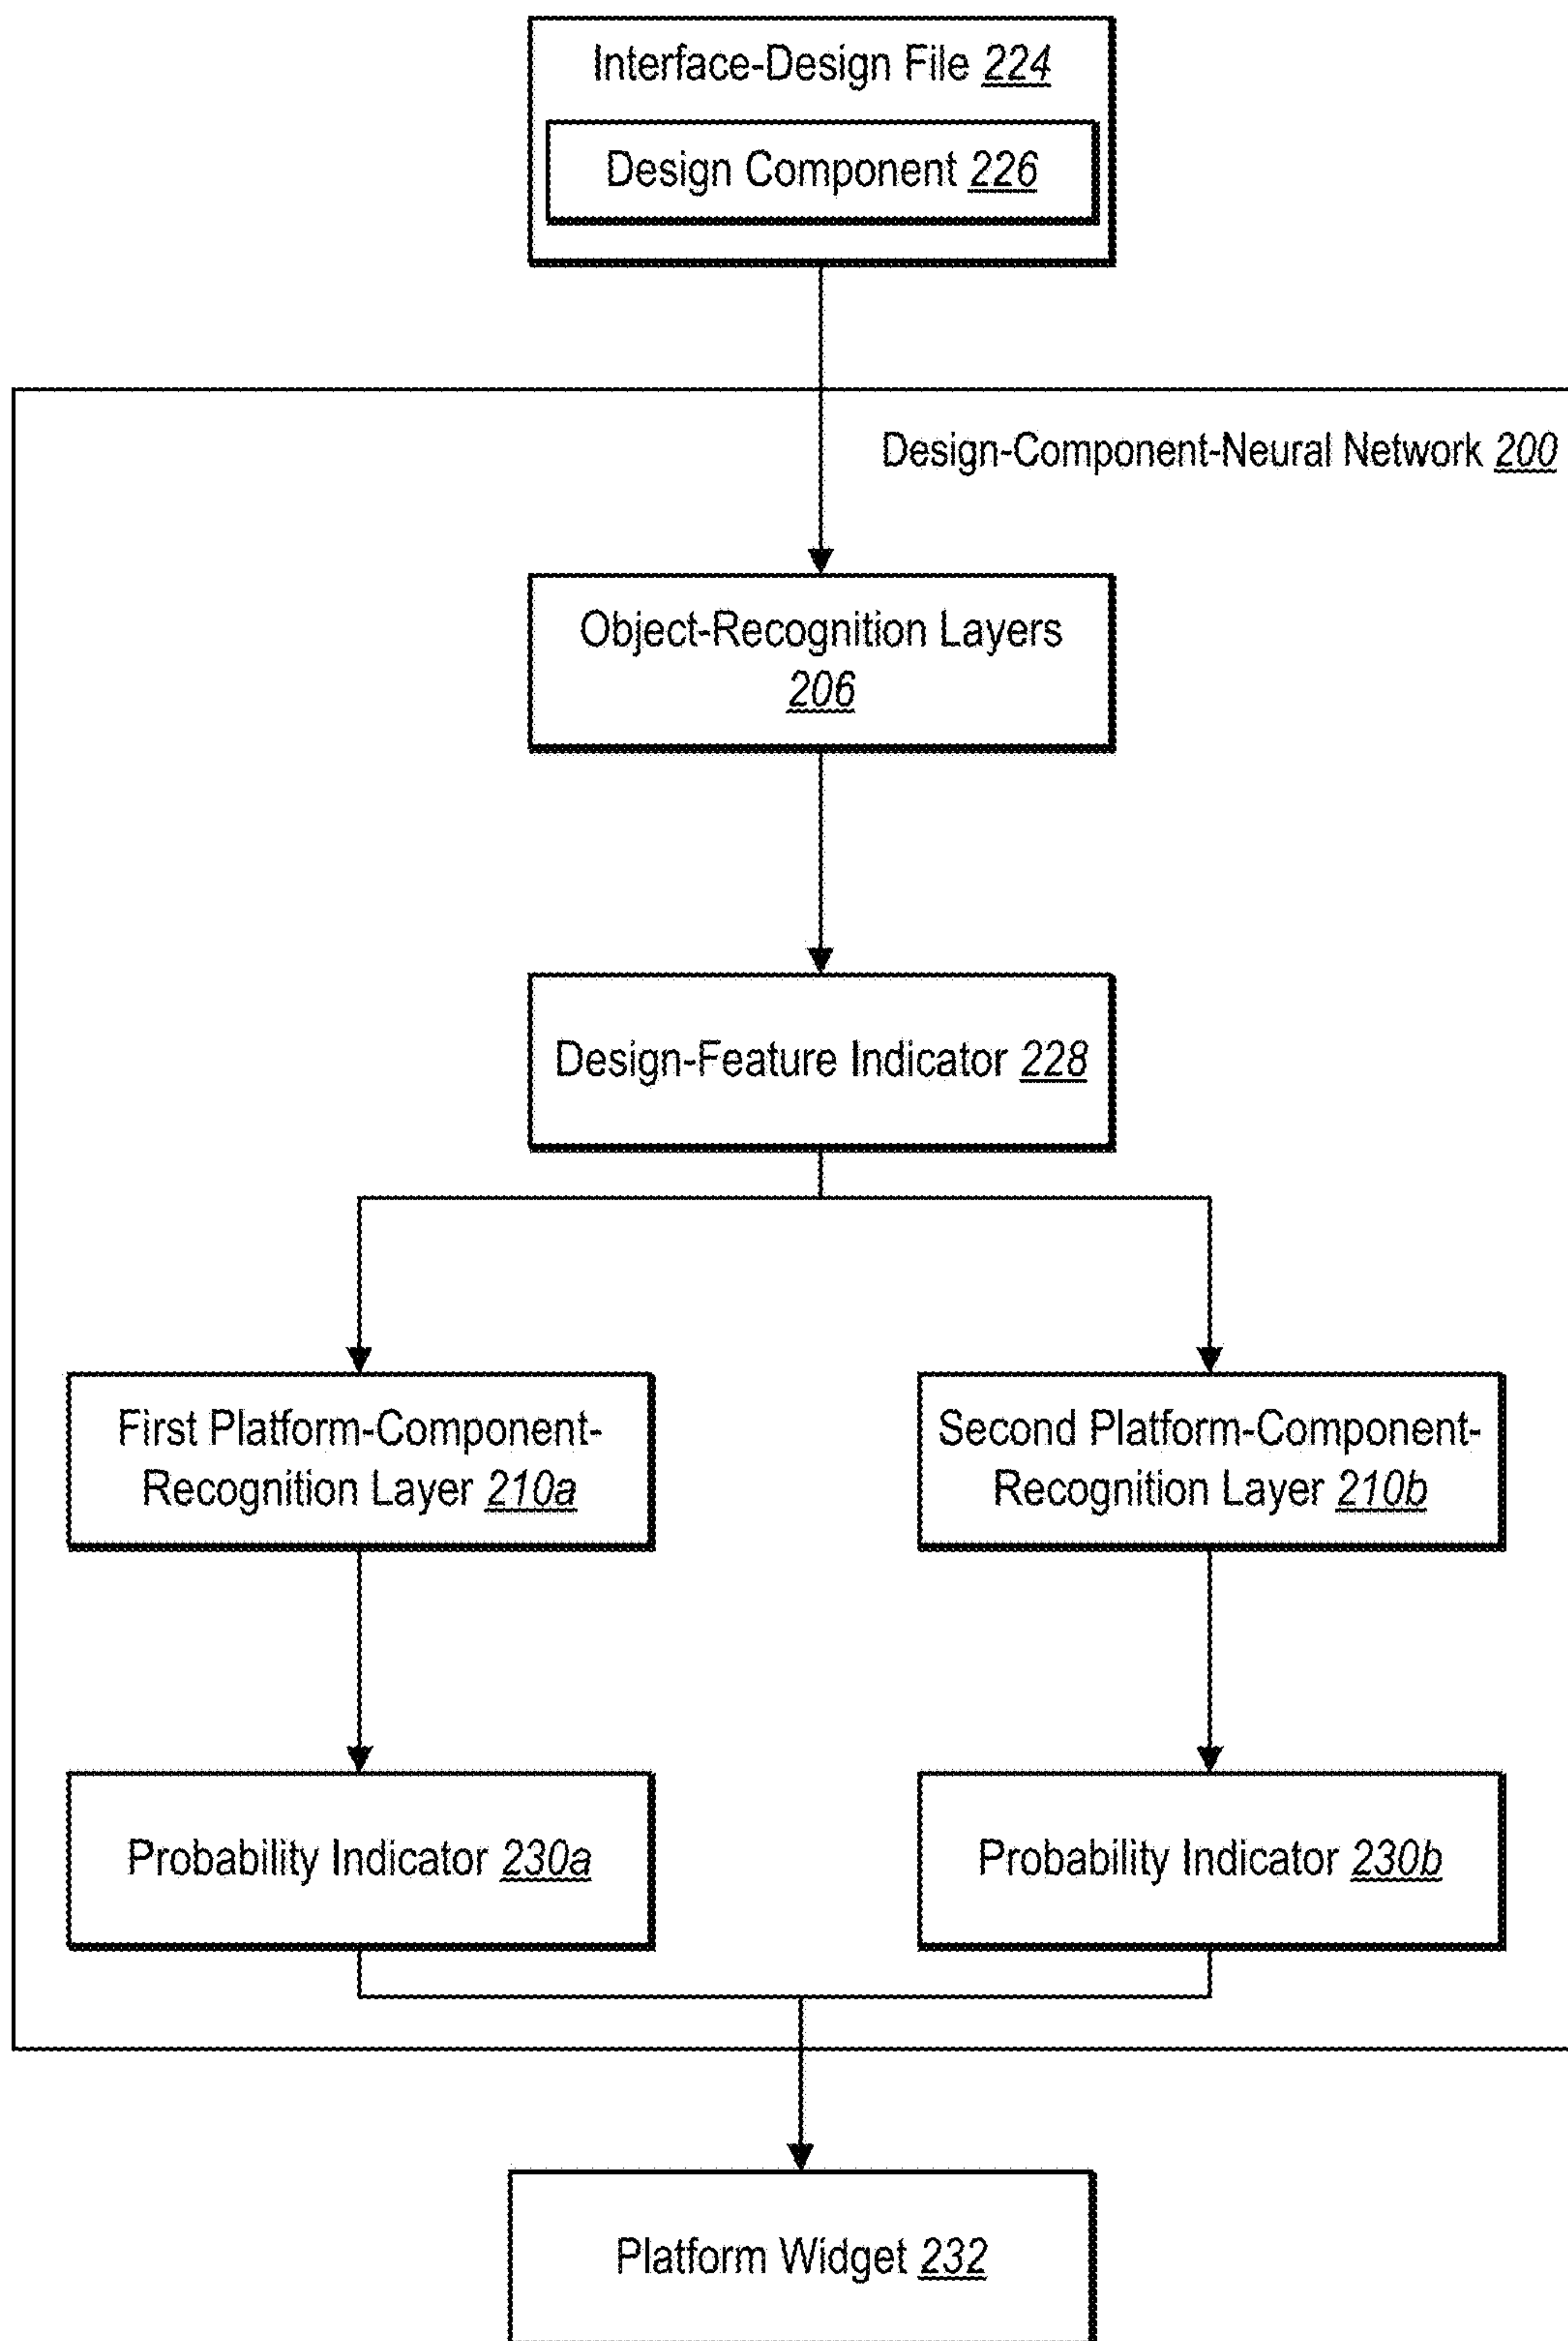 Interface-Design File 224
Design Component 226
Design-Component-Neural Network 200
Object-Recognition Layers
206
Design-Feature Indicator 228
First Platform-Component-
Recognition Layer 210a
Second Platform-Component-
Recognition Layer 210b
Probability Indicator 230a
Probability Indicator 230b
Platform Widget 232